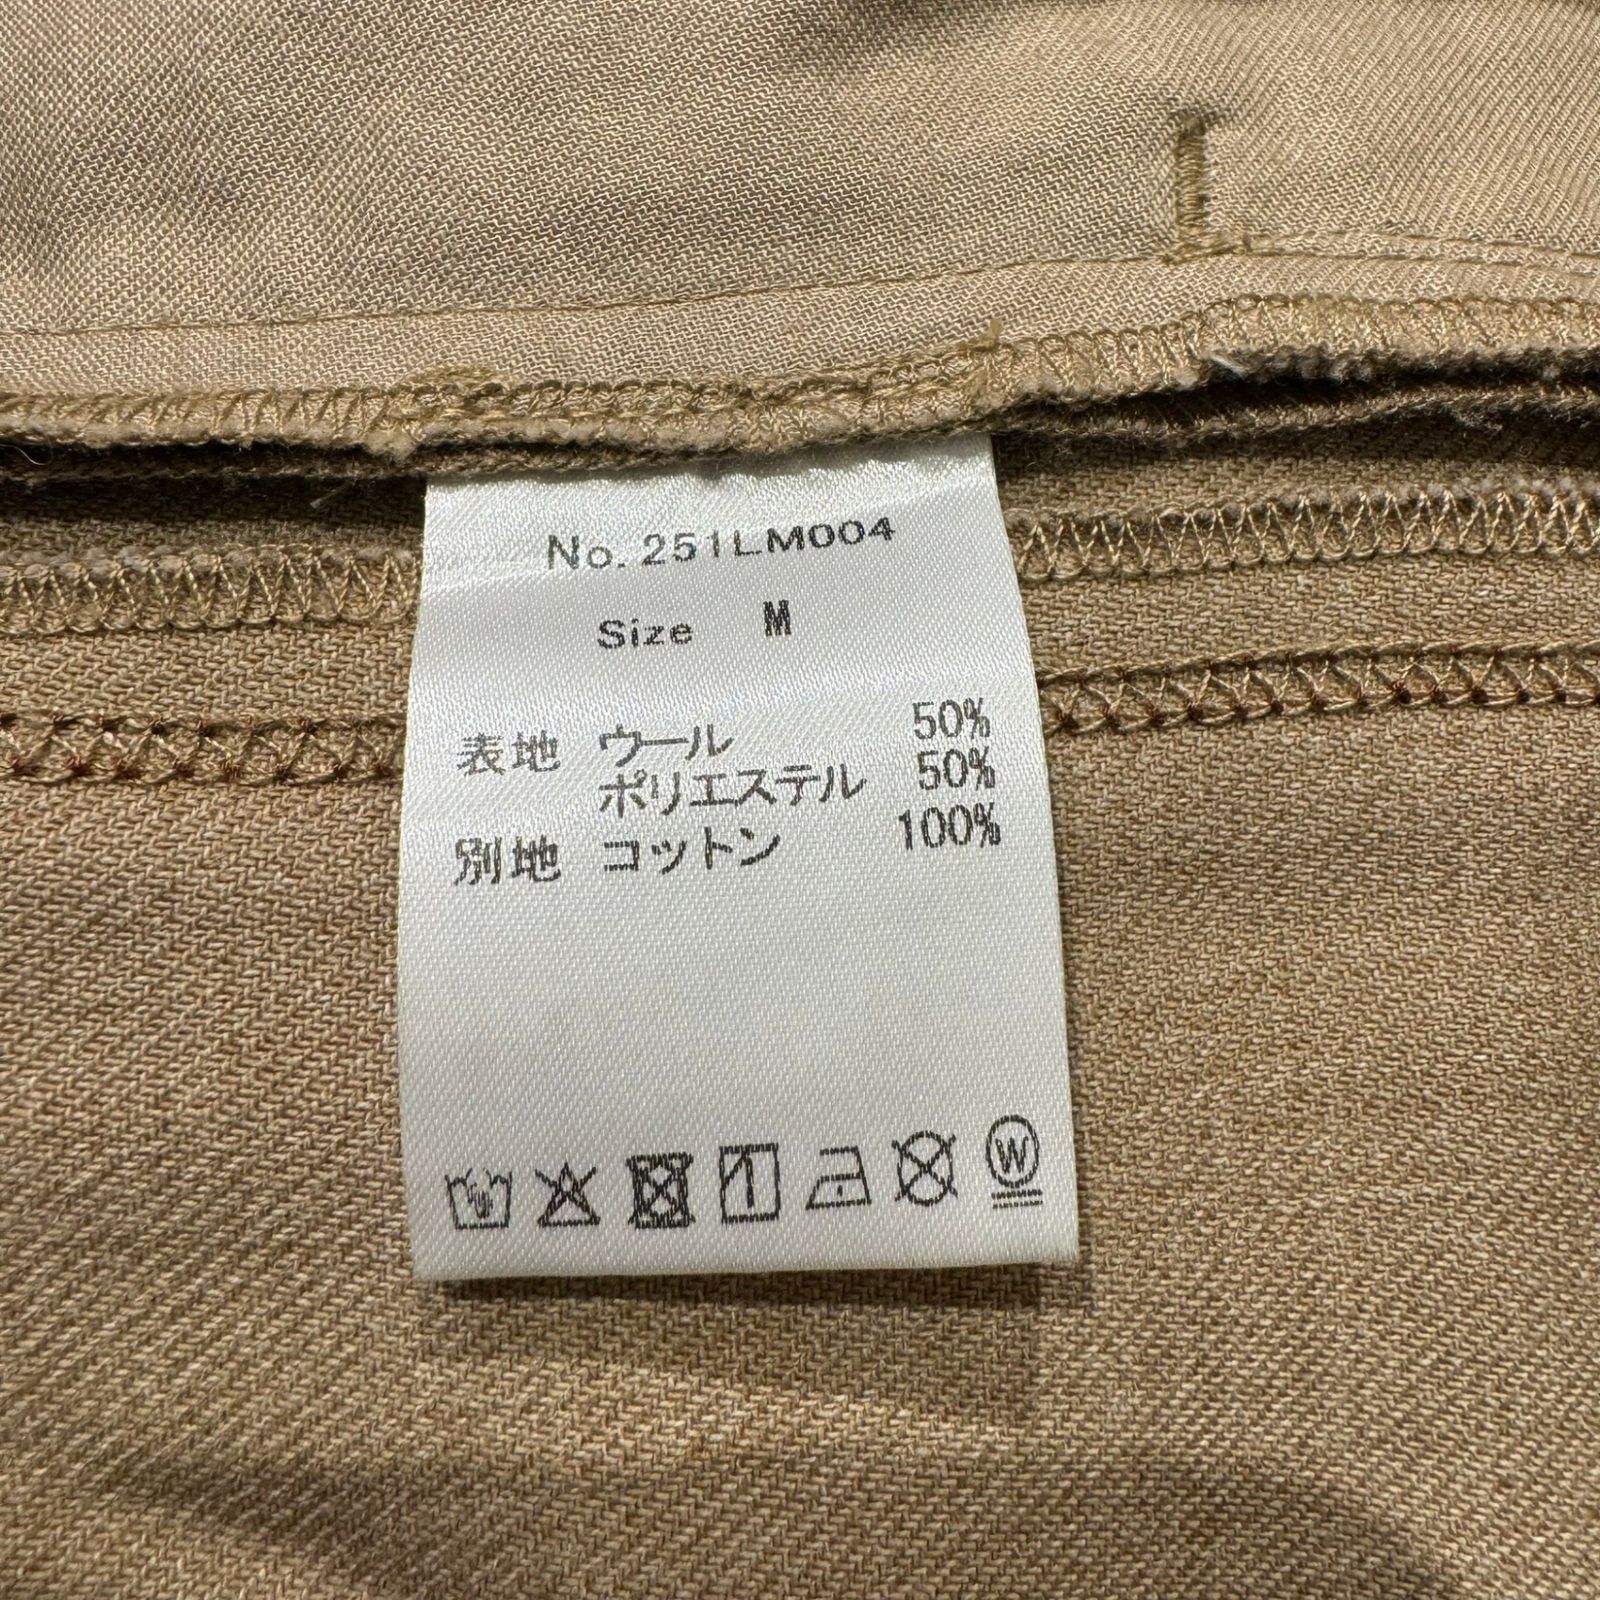 No. 251LM004
Size M
表地 ウール 50%
ポリエステル 50%
別地 コットン 100%
W